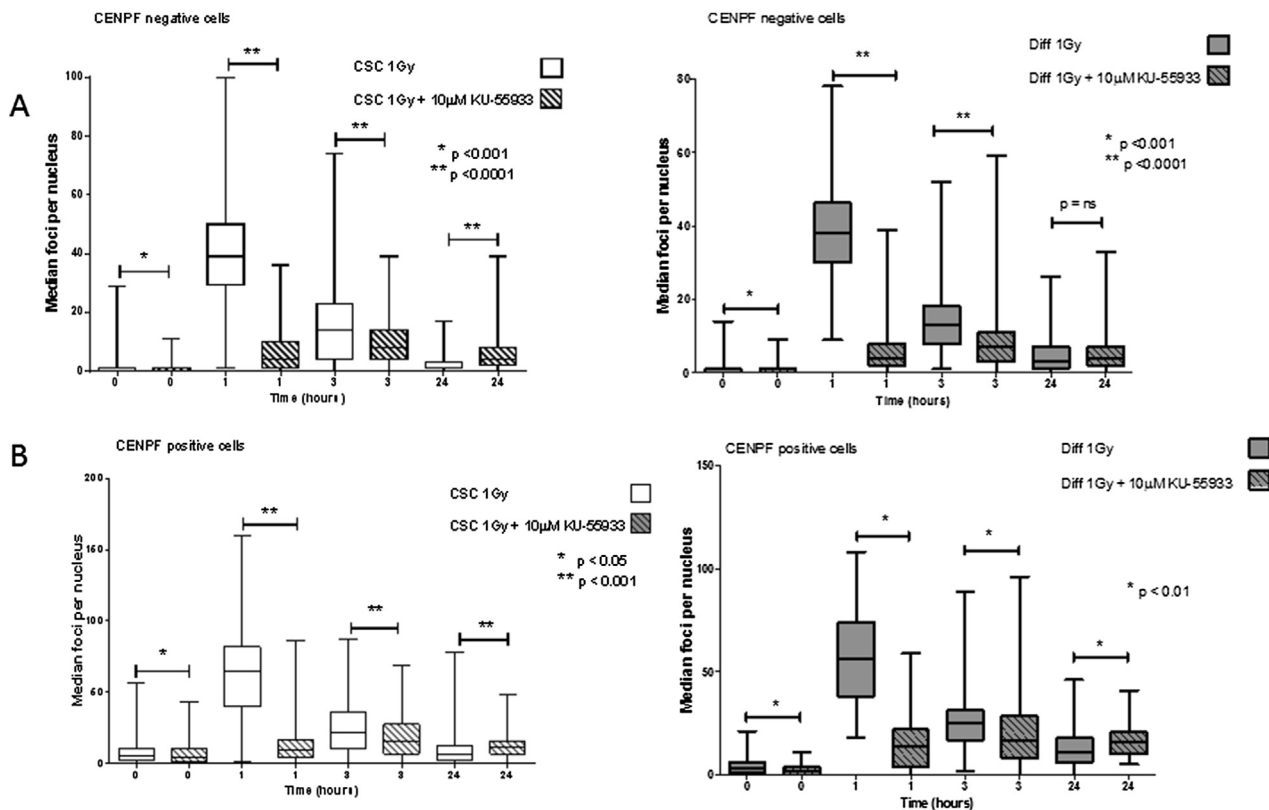 A
CENPF negative cells
CSC 1Gy
CSC 1Gy + 10µM KU-55933
* p <0.001
** p <0.0001
Median foci per nucleus
100
80
60
40
20
0
*
**
**
**
0 0 1 1 3 3 24 24
Time (hours)
CENPF negative cells
Diff 1Gy
Diff 1Gy + 10µM KU-55933
* p <0.001
** p <0.0001
Median foci per nucleus
80
60
40
20
0
*
**
**
p = ns
0 0 1 1 3 3 24 24
Time (hours)
B
CENPF positive cells
CSC 1Gy
CSC 1Gy + 10µM KU-55933
* p < 0.05
** p < 0.001
Median foci per nucleus
200
160
100
60
0
*
**
**
**
0 0 1 1 3 3 24 24
Time (hours)
CENPF positive cells
Diff 1Gy
Diff 1Gy + 10µM KU-55933
* p < 0.01
Median foci per nucleus
150
100
50
0
*
*
*
*
0 0 1 1 3 3 24 24
Time (hours)